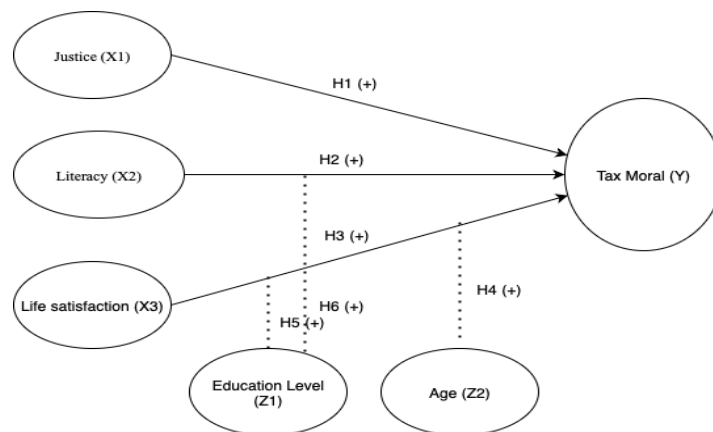 Justice (X1)
H1 (+)
H2 (+)
Literacy (X2)
Tax Moral (Y)
H3 (+)
Life satisfaction (X3)
H4 (+)
H6 (+)
H5 (+)
Education Level
(Z1)
Age (Z2)